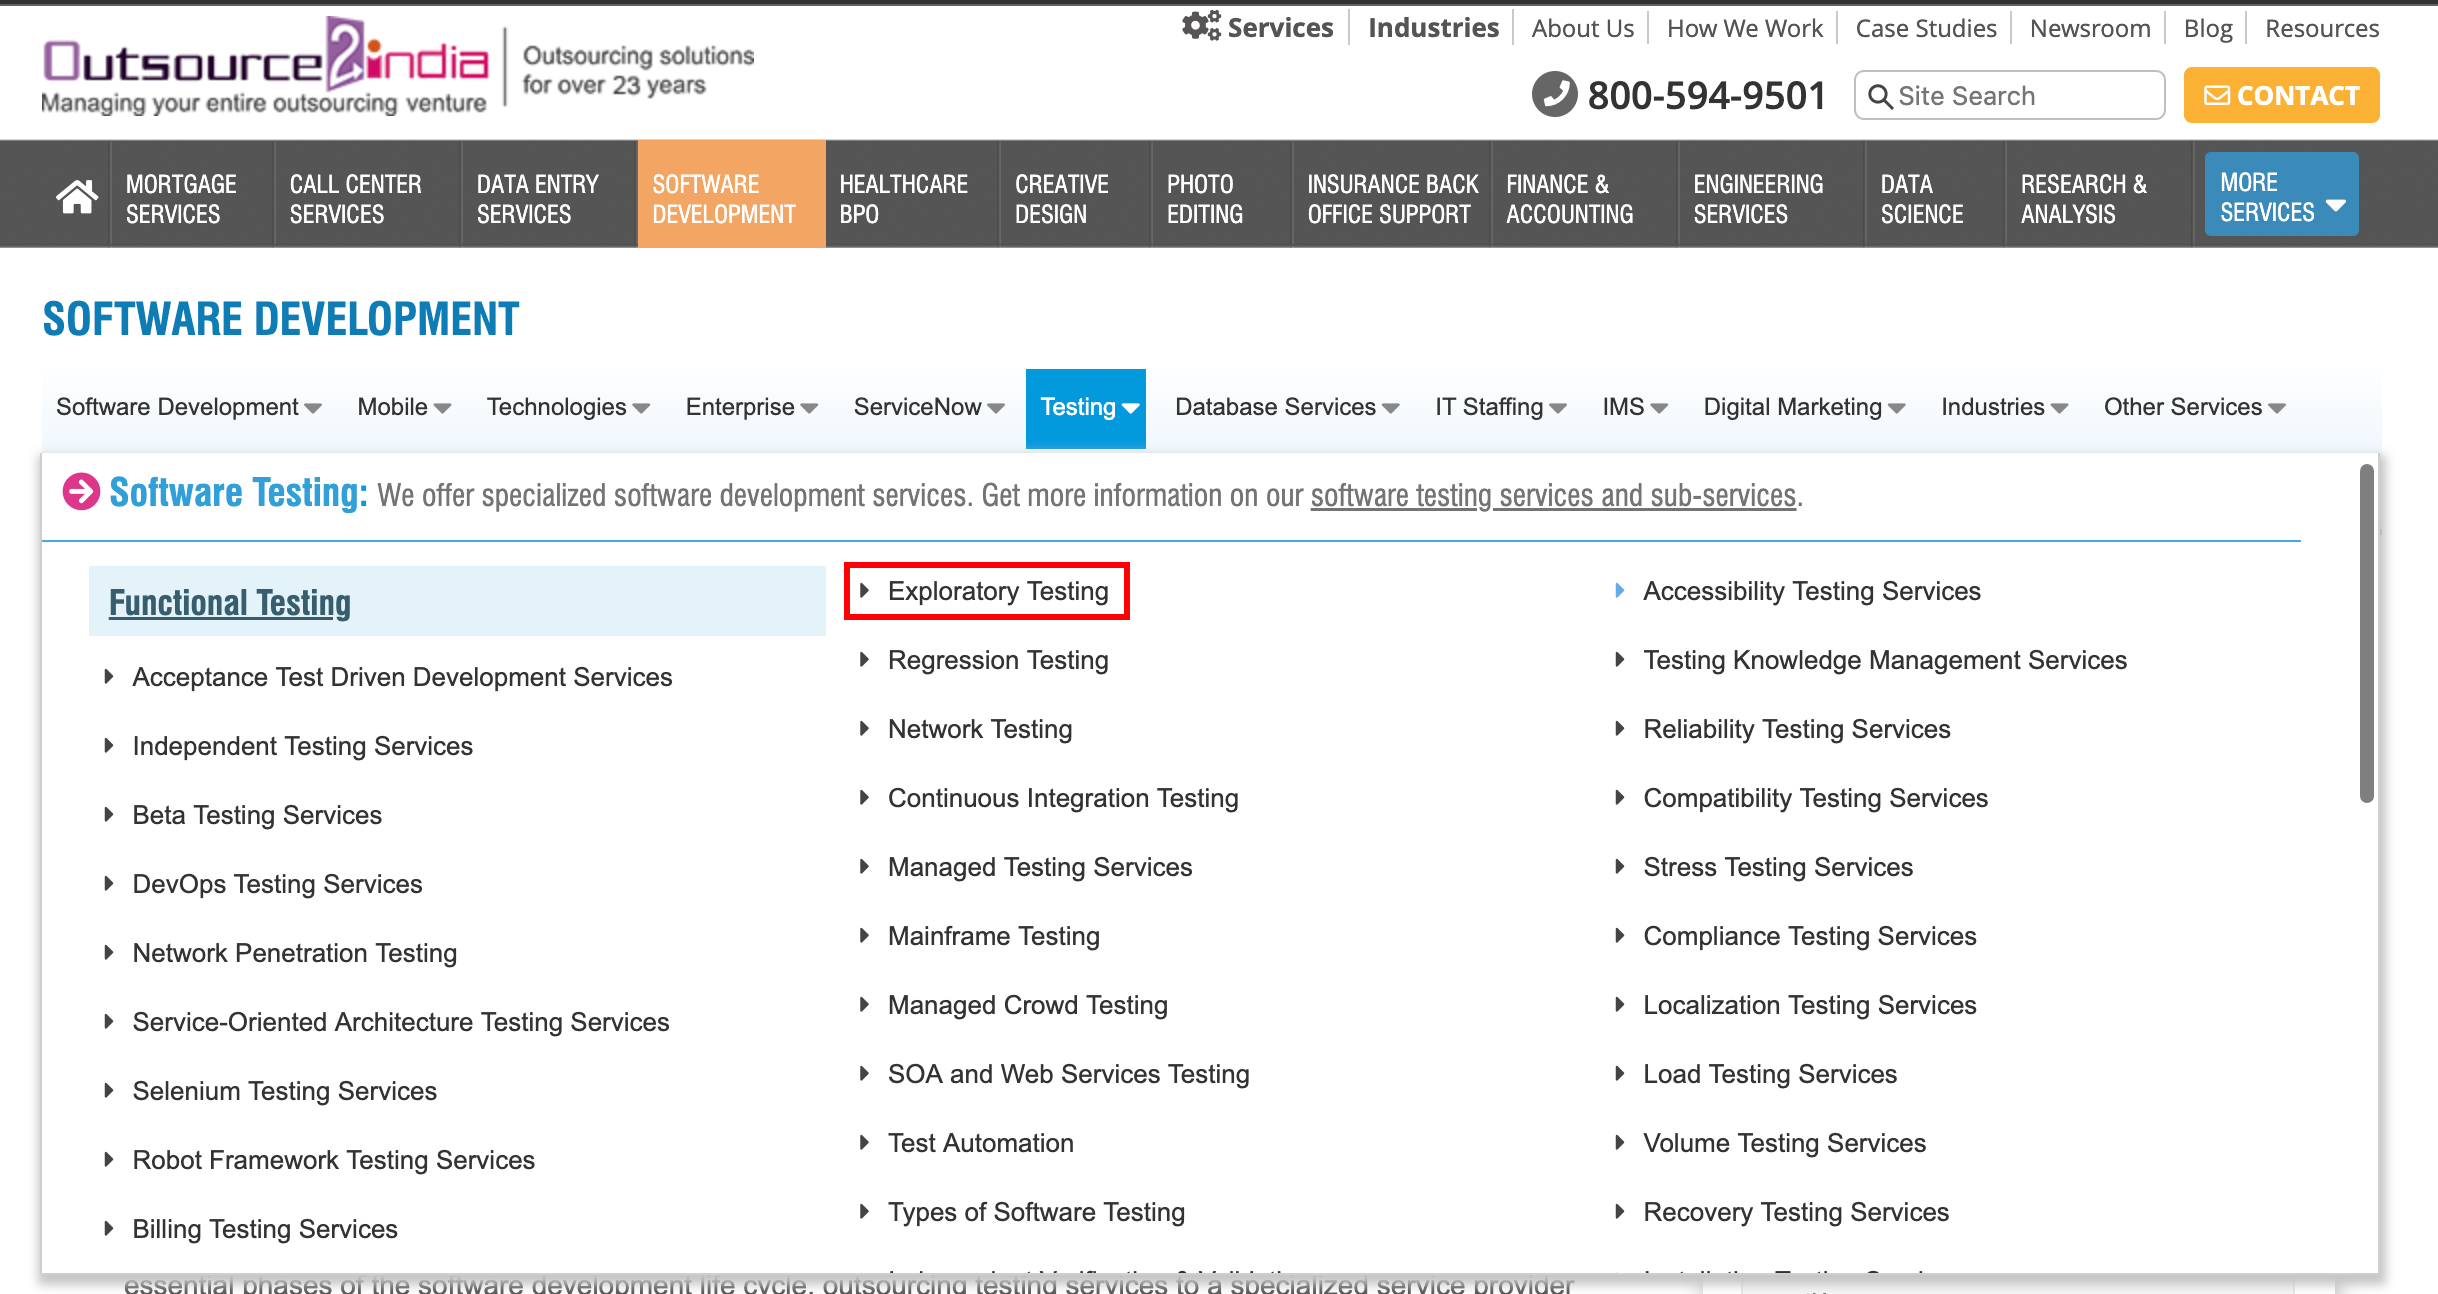 Outsource2india
Managing your entire outsourcing venture
Outsourcing solutions
for over 23 years
Services
Industries
About Us
How We Work
Case Studies
Newsroom
Blog
Resources
800-594-9501
Site Search
CONTACT
MORTGAGE
SERVICES
CALL CENTER
SERVICES
DATA ENTRY
SERVICES
SOFTWARE
DEVELOPMENT
HEALTHCARE
BPO
CREATIVE
DESIGN
PHOTO
EDITING
INSURANCE BACK
OFFICE SUPPORT
FINANCE &
ACCOUNTING
ENGINEERING
SERVICES
DATA
SCIENCE
RESEARCH &
ANALYSIS
MORE
SERVICES
SOFTWARE DEVELOPMENT
Software Development
Mobile
Technologies
Enterprise
ServiceNow
Testing
Database Services
IT Staffing
IMS
Digital Marketing
Industries
Other Services
Software Testing: We offer specialized software development services. Get more information on our software testing services and sub-services.
Functional Testing
Acceptance Test Driven Development Services
Independent Testing Services
Beta Testing Services
DevOps Testing Services
Network Penetration Testing
Service-Oriented Architecture Testing Services
Selenium Testing Services
Robot Framework Testing Services
Billing Testing Services
Exploratory Testing
Regression Testing
Network Testing
Continuous Integration Testing
Managed Testing Services
Mainframe Testing
Managed Crowd Testing
SOA and Web Services Testing
Test Automation
Types of Software Testing
Accessibility Testing Services
Testing Knowledge Management Services
Reliability Testing Services
Compatibility Testing Services
Stress Testing Services
Compliance Testing Services
Localization Testing Services
Load Testing Services
Volume Testing Services
Recovery Testing Services
essential phases of the software development life cycle, outsourcing testing services to a specialized service provider